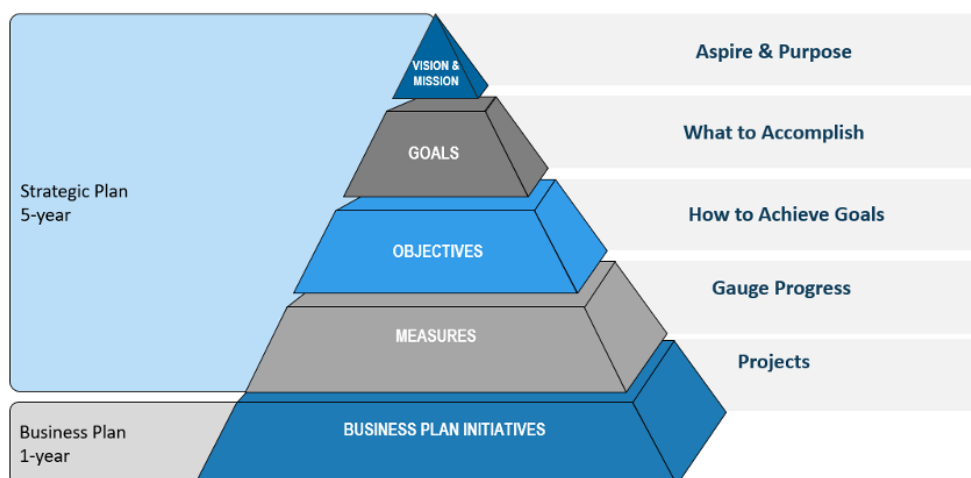 VISION &
MISSION
Aspire & Purpose
GOALS
What to Accomplish
Strategic Plan
5-year
OBJECTIVES
How to Achieve Goals
MEASURES
Gauge Progress
Projects
Business Plan
1-year
BUSINESS PLAN INITIATIVES